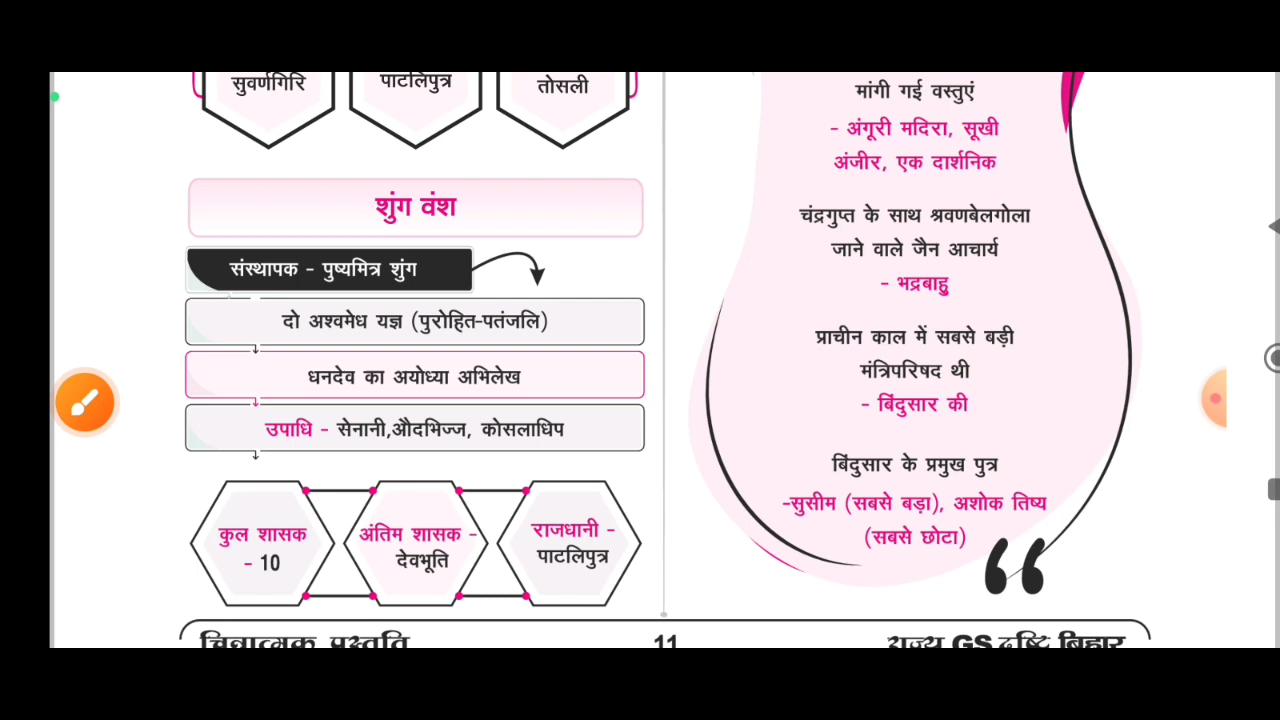 सुवर्णगिरि
पाटलिपुत्र
तोसली
शुंग वंश
संस्थापक - पुष्यमित्र शुंग
दो अश्वमेध यज्ञ (पुरोहित-पतंजलि)
धनदेव का अयोध्या अभिलेख
उपाधि - सेनानी,औदभिज्ज, कोसलाधिप
कुल शासक
- 10
अंतिम शासक -
देवभूति
राजधानी -
पाटलिपुत्र
मांगी गई वस्तुएं
- अंगूरी मदिरा, सूखी
अंजीर, एक दार्शनिक
चंद्रगुप्त के साथ श्रवणबेलगोला
जाने वाले जैन आचार्य
- भद्रबाहु
प्राचीन काल में सबसे बड़ी
मंत्रिपरिषद थी
- बिंदुसार की
बिंदुसार के प्रमुख पुत्र
-सुसीम (सबसे बड़ा), अशोक तिष्य
(सबसे छोटा)
11
GS दृष्टि बिहार